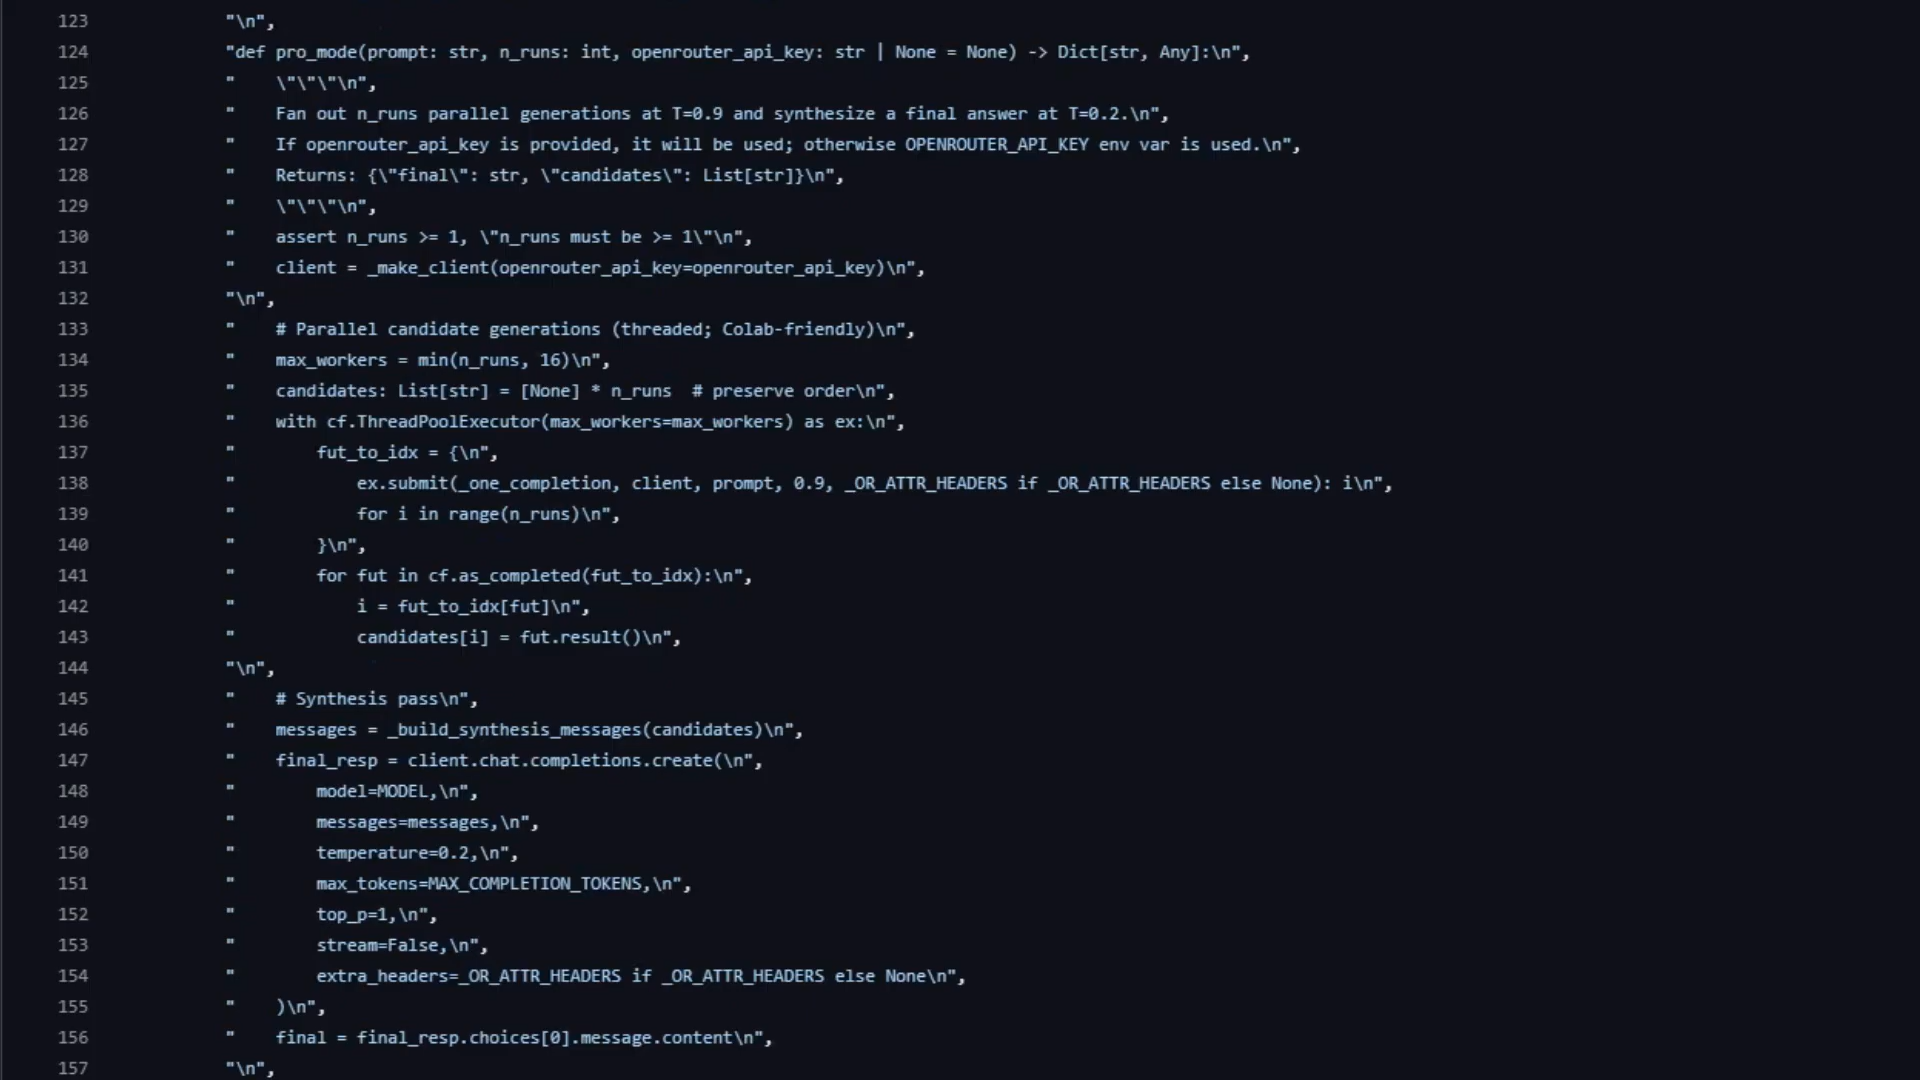 123 "\n",
124 "def pro_mode(prompt: str, n_runs: int, openrouter_api_key: str | None = None) -> Dict[str, Any]:\n",
125 "    \"\"\"\n",
126 "    Fan out n_runs parallel generations at T=0.9 and synthesize a final answer at T=0.2.\n",
127 "    If openrouter_api_key is provided, it will be used; otherwise OPENROUTER_API_KEY env var is used.\n",
128 "    Returns: {\"final\": str, \"candidates\": List[str]}\n",
129 "    \"\"\"\n",
130 "    assert n_runs >= 1, \"n_runs must be >= 1\"\n",
131 "    client = _make_client(openrouter_api_key=openrouter_api_key)\n",
132 "\n",
133 "    # Parallel candidate generations (threaded; Colab-friendly)\n",
134 "    max_workers = min(n_runs, 16)\n",
135 "    candidates: List[str] = [None] * n_runs  # preserve order\n",
136 "    with cf.ThreadPoolExecutor(max_workers=max_workers) as ex:\n",
137 "        fut_to_idx = {\n",
138 "            ex.submit(_one_completion, client, prompt, 0.9, _OR_ATTR_HEADERS if _OR_ATTR_HEADERS else None): i\n",
139 "            for i in range(n_runs)\n",
140 "        }\n",
141 "        for fut in cf.as_completed(fut_to_idx):\n",
142 "            i = fut_to_idx[fut]\n",
143 "            candidates[i] = fut.result()\n",
144 "\n",
145 "    # Synthesis pass\n",
146 "    messages = _build_synthesis_messages(candidates)\n",
147 "    final_resp = client.chat.completions.create(\n",
148 "        model=MODEL,\n",
149 "        messages=messages,\n",
150 "        temperature=0.2,\n",
151 "        max_tokens=MAX_COMPLETION_TOKENS,\n",
152 "        top_p=1,\n",
153 "        stream=False,\n",
154 "        extra_headers=_OR_ATTR_HEADERS if _OR_ATTR_HEADERS else None\n",
155 "    )\n",
156 "    final = final_resp.choices[0].message.content\n",
157 "\n",